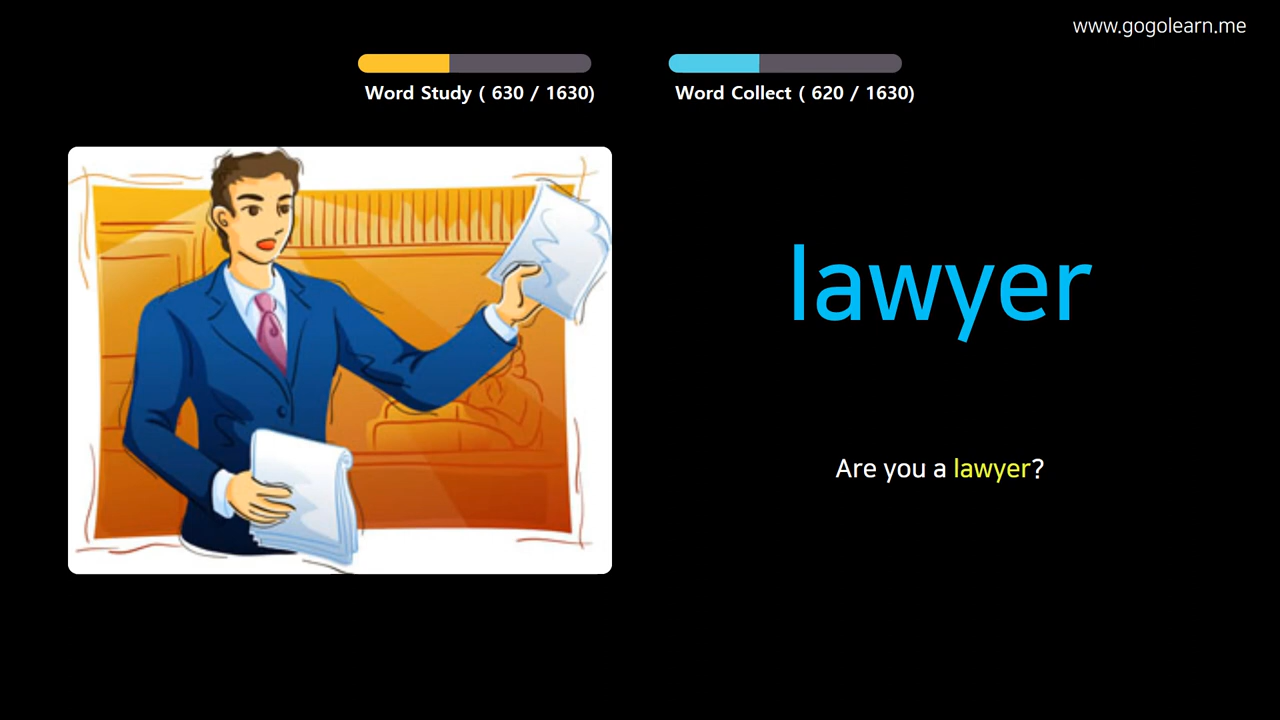 www.gogolearn.me
Word Study ( 630 / 1630)
Word Collect ( 620 / 1630)
lawyer
Are you a lawyer?